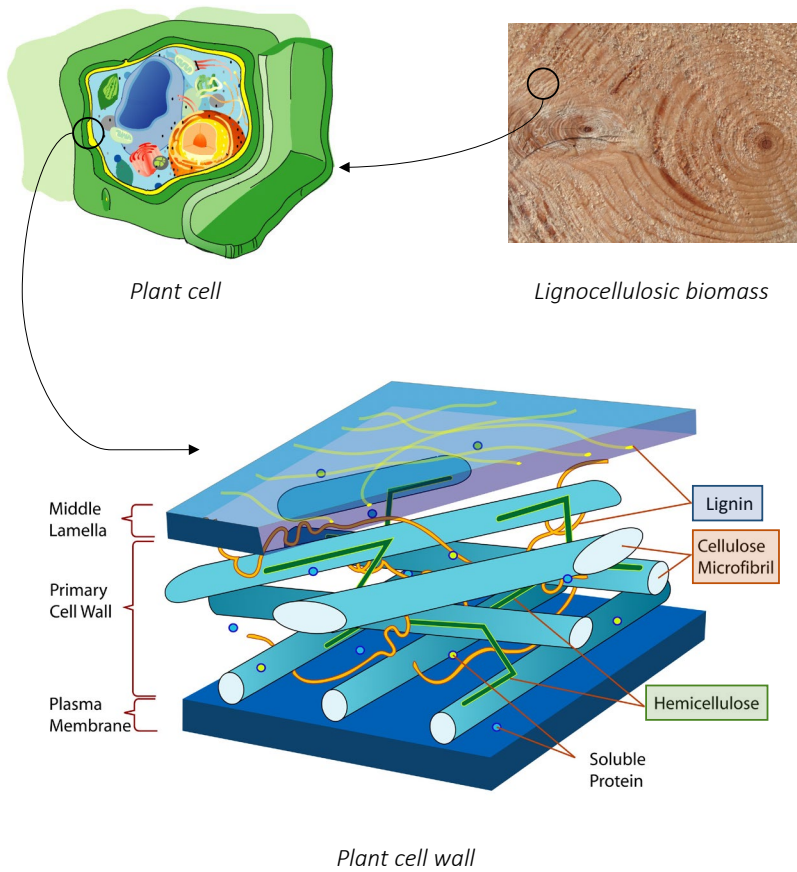 Plant cell
Lignocellulosic biomass
Middle
Lamella
Lignin
Cellulose
Microfibril
Primary
Cell Wall
Plasma
Membrane
Hemicellulose
Soluble
Protein
Plant cell wall